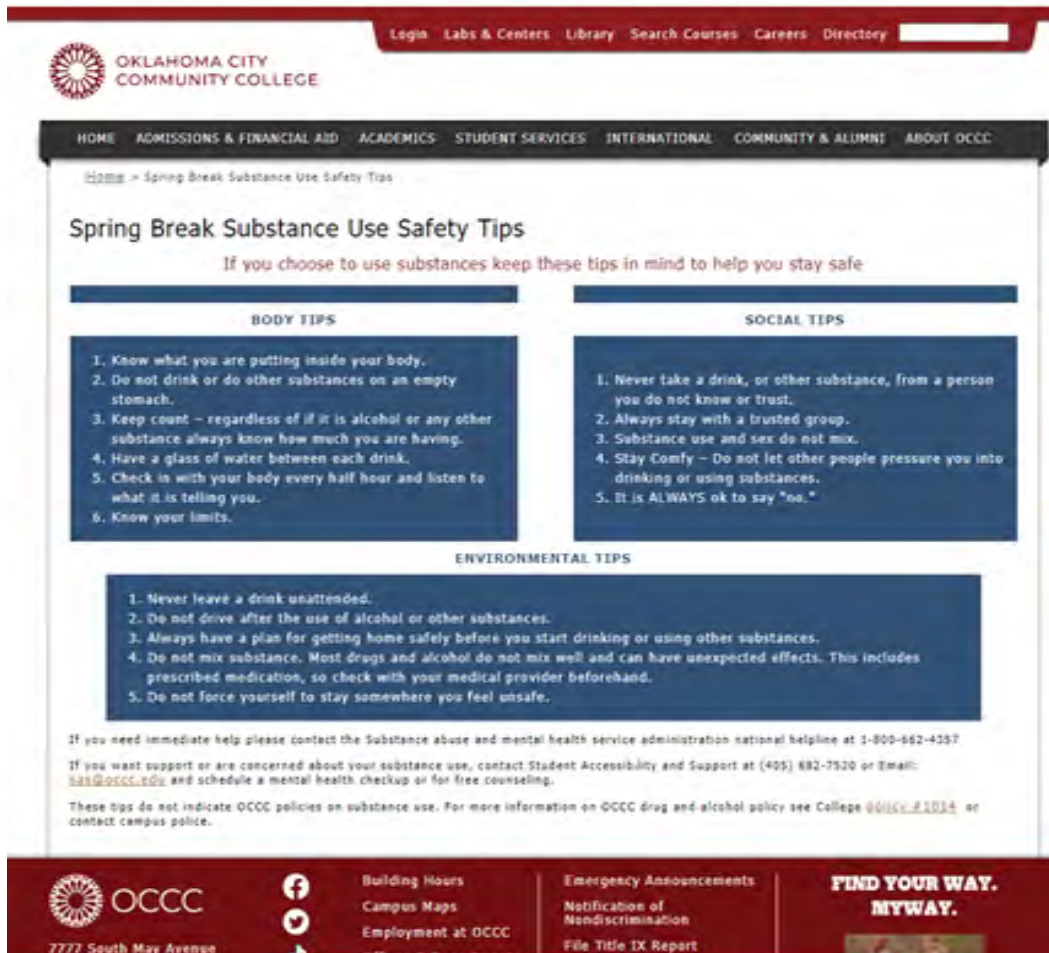 Login Labs & Centers Library Search Courses Careers Directory
OKLAHOMA CITY
COMMUNITY COLLEGE
HOME ADMISSIONS & FINANCIAL AID ACADEMICS STUDENT SERVICES INTERNATIONAL COMMUNITY & ALUMNI ABOUT OCCC
Home > Spring Break Substance Use Safety Tips
Spring Break Substance Use Safety Tips
If you choose to use substances keep these tips in mind to help you stay safe
BODY TIPS
1. Know what you are putting inside your body.
2. Do not drink or do other substances on an empty
stomach.
3. Keep count – regardless of if it is alcohol or any other
substance always know how much you are having.
4. Have a glass of water between each drink.
5. Check in with your body every half hour and listen to
what it is telling you.
6. Know your limits.
SOCIAL TIPS
1. Never take a drink, or other substance, from a person
you do not know or trust.
2. Always stay with a trusted group.
3. Substance use and sex do not mix.
4. Stay Comfy – Do not let other people pressure you into
drinking or using substances.
5. It is ALWAYS ok to say "no."
ENVIRONMENTAL TIPS
1. Never leave a drink unattended.
2. Do not drive after the use of alcohol or other substances.
3. Always have a plan for getting home safely before you start drinking or using other substances.
4. Do not mix substance. Most drugs and alcohol do not mix well and can have unexpected effects. This includes
prescribed medication, so check with your medical provider beforehand.
5. Do not force yourself to stay somewhere you feel unsafe.
If you need immediate help please contact the Substance abuse and mental health service administration national helpline at 1-800-662-4357
If you want support or are concerned about your substance use, contact Student Accessibility and Support at (405) 682-7520 or Email:
sas@occc.edu and schedule a mental health checkup or for free counseling.
These tips do not indicate OCCC policies on substance use. For more information on OCCC drug and alcohol policy see College policy #1014 or
contact campus police.
OCCC
7777 South May Avenue
Building Hours
Campus Maps
Employment at OCCC
Emergency Announcements
Notification of
Nondiscrimination
File Title IX Report
FIND YOUR WAY.
MYWAY.